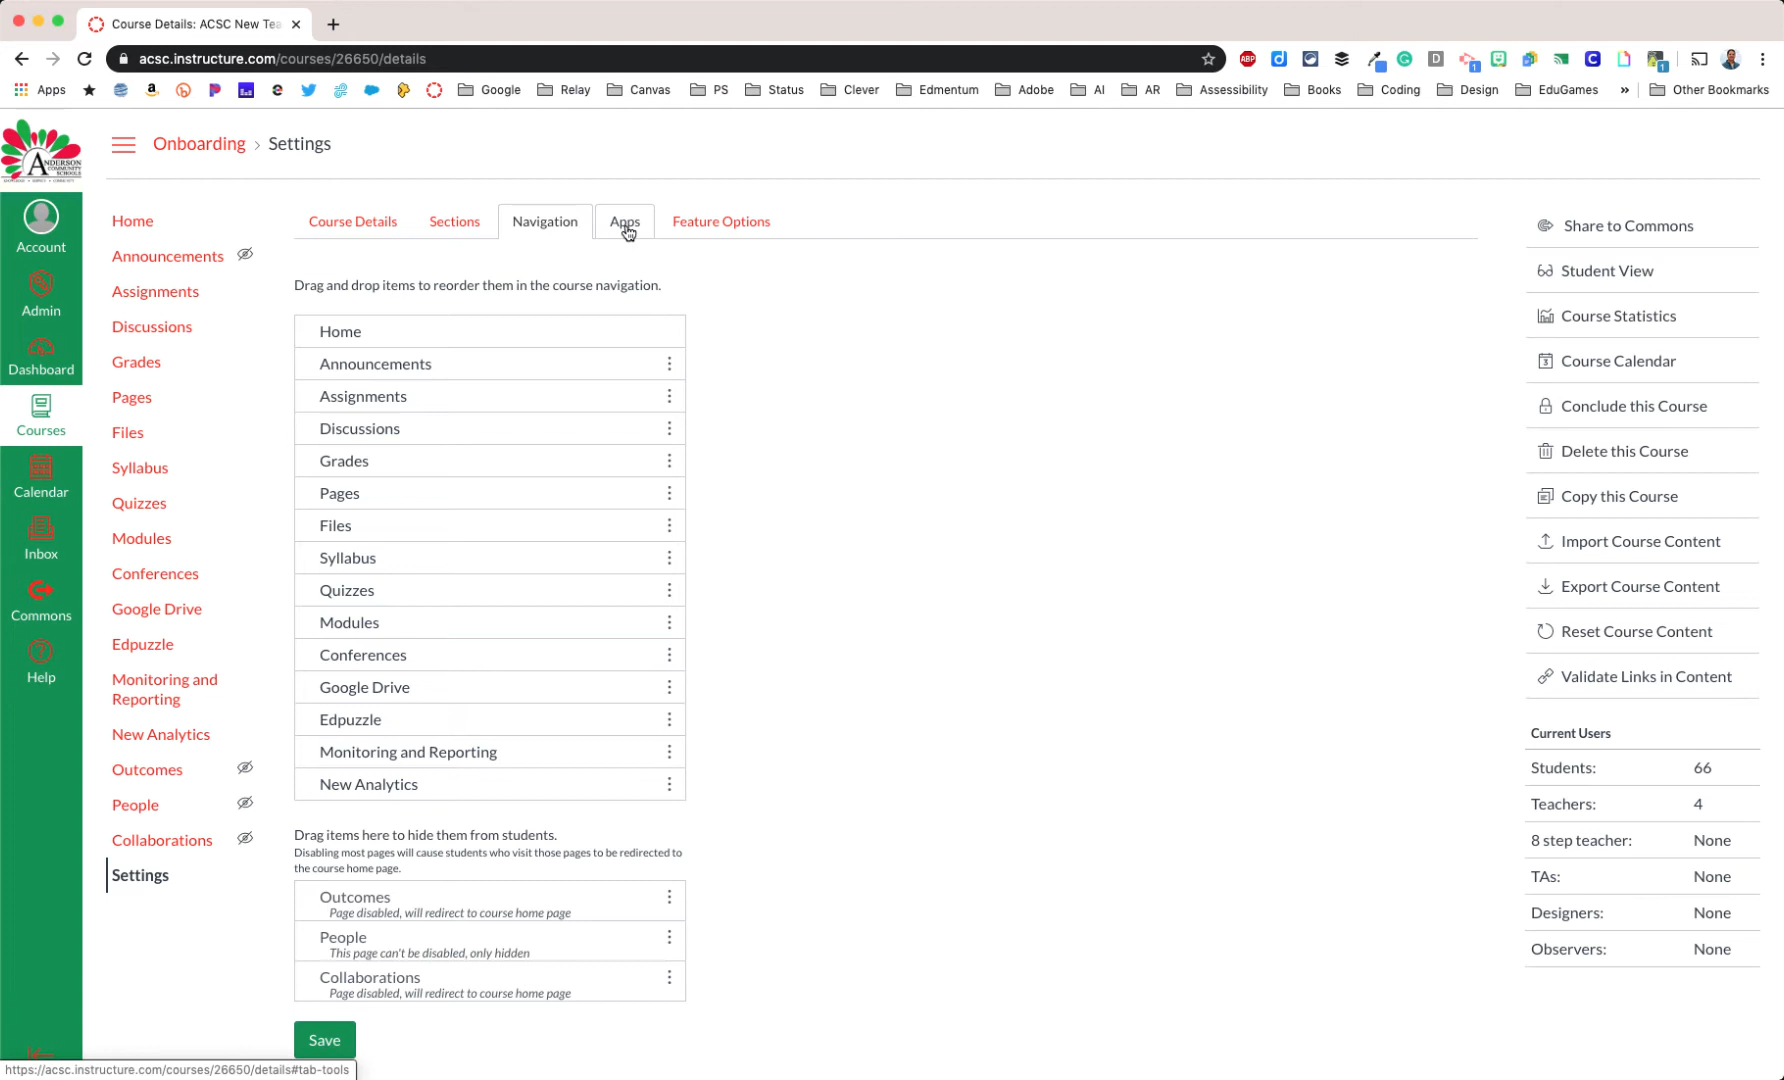 Course Details: ACSC New Tea
acsc.instructure.com/courses/26650/details
ABP
1
1
Apps
Google
Relay
Canvas
PS
Status
Clever
Edmentum
Adobe
AI
AR
Assessibility
Books
Coding
Design
EduGames
»
Other Bookmarks
ANDERSON
COMMUNITY
SCHOOLS
Onboarding › Settings
Account
Admin
Dashboard
Courses
Calendar
Inbox
Commons
Help
Home
Announcements
Assignments
Discussions
Grades
Pages
Files
Syllabus
Quizzes
Modules
Conferences
Google Drive
Edpuzzle
Monitoring and
Reporting
New Analytics
Outcomes
People
Collaborations
Settings
Course Details
Sections
Navigation
Apps
Feature Options
Drag and drop items to reorder them in the course navigation.
Home
Announcements
Assignments
Discussions
Grades
Pages
Files
Syllabus
Quizzes
Modules
Conferences
Google Drive
Edpuzzle
Monitoring and Reporting
New Analytics
Drag items here to hide them from students.
Disabling most pages will cause students who visit those pages to be redirected to
the course home page.
Outcomes
Page disabled, will redirect to course home page
People
This page can't be disabled, only hidden
Collaborations
Page disabled, will redirect to course home page
Save
Share to Commons
Student View
Course Statistics
Course Calendar
Conclude this Course
Delete this Course
Copy this Course
Import Course Content
Export Course Content
Reset Course Content
Validate Links in Content
Current Users
Students: 66
Teachers: 4
8 step teacher: None
TAs: None
Designers: None
Observers: None
https://acsc.instructure.com/courses/26650/details#tab-tools